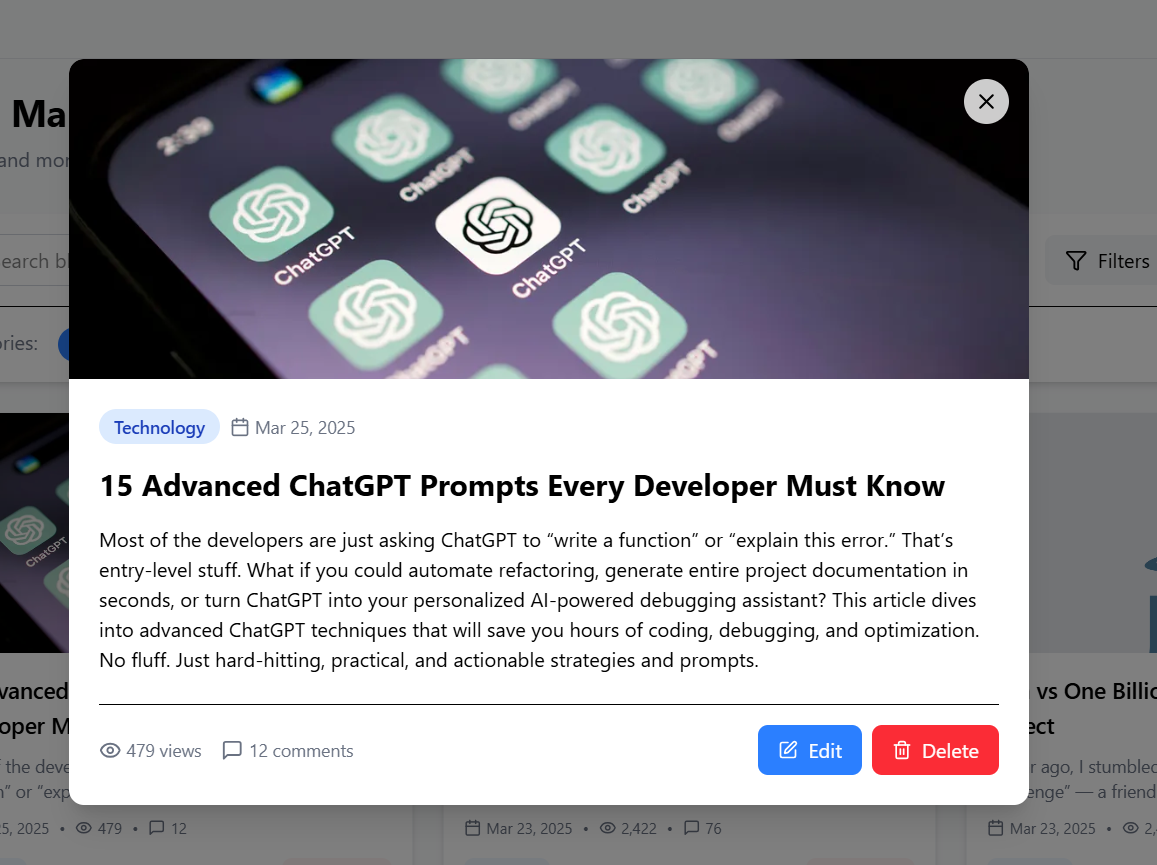 Ma
and mor
2:39
ChatGPT
ChatGPT
ChatGPT
ChatGPT
ChatGPT
ChatGPT
ChatGPT
ChatGPT
earch bl
Filters
ries:
Technology
Mar 25, 2025
15 Advanced ChatGPT Prompts Every Developer Must Know
Most of the developers are just asking ChatGPT to “write a function” or “explain this error.” That’s
entry-level stuff. What if you could automate refactoring, generate entire project documentation in
seconds, or turn ChatGPT into your personalized AI-powered debugging assistant? This article dives
into advanced ChatGPT techniques that will save you hours of coding, debugging, and optimization.
No fluff. Just hard-hitting, practical, and actionable strategies and prompts.
479 views
12 comments
Edit
Delete
ChatGPT
vanced
oper M
f the deve
n” or “exp
25, 2025 • 479 • 12
Mar 23, 2025 • 2,422 • 76
vs One Billio
ect
r ago, I stumbled
enge” — a friend
Mar 23, 2025 • 2,